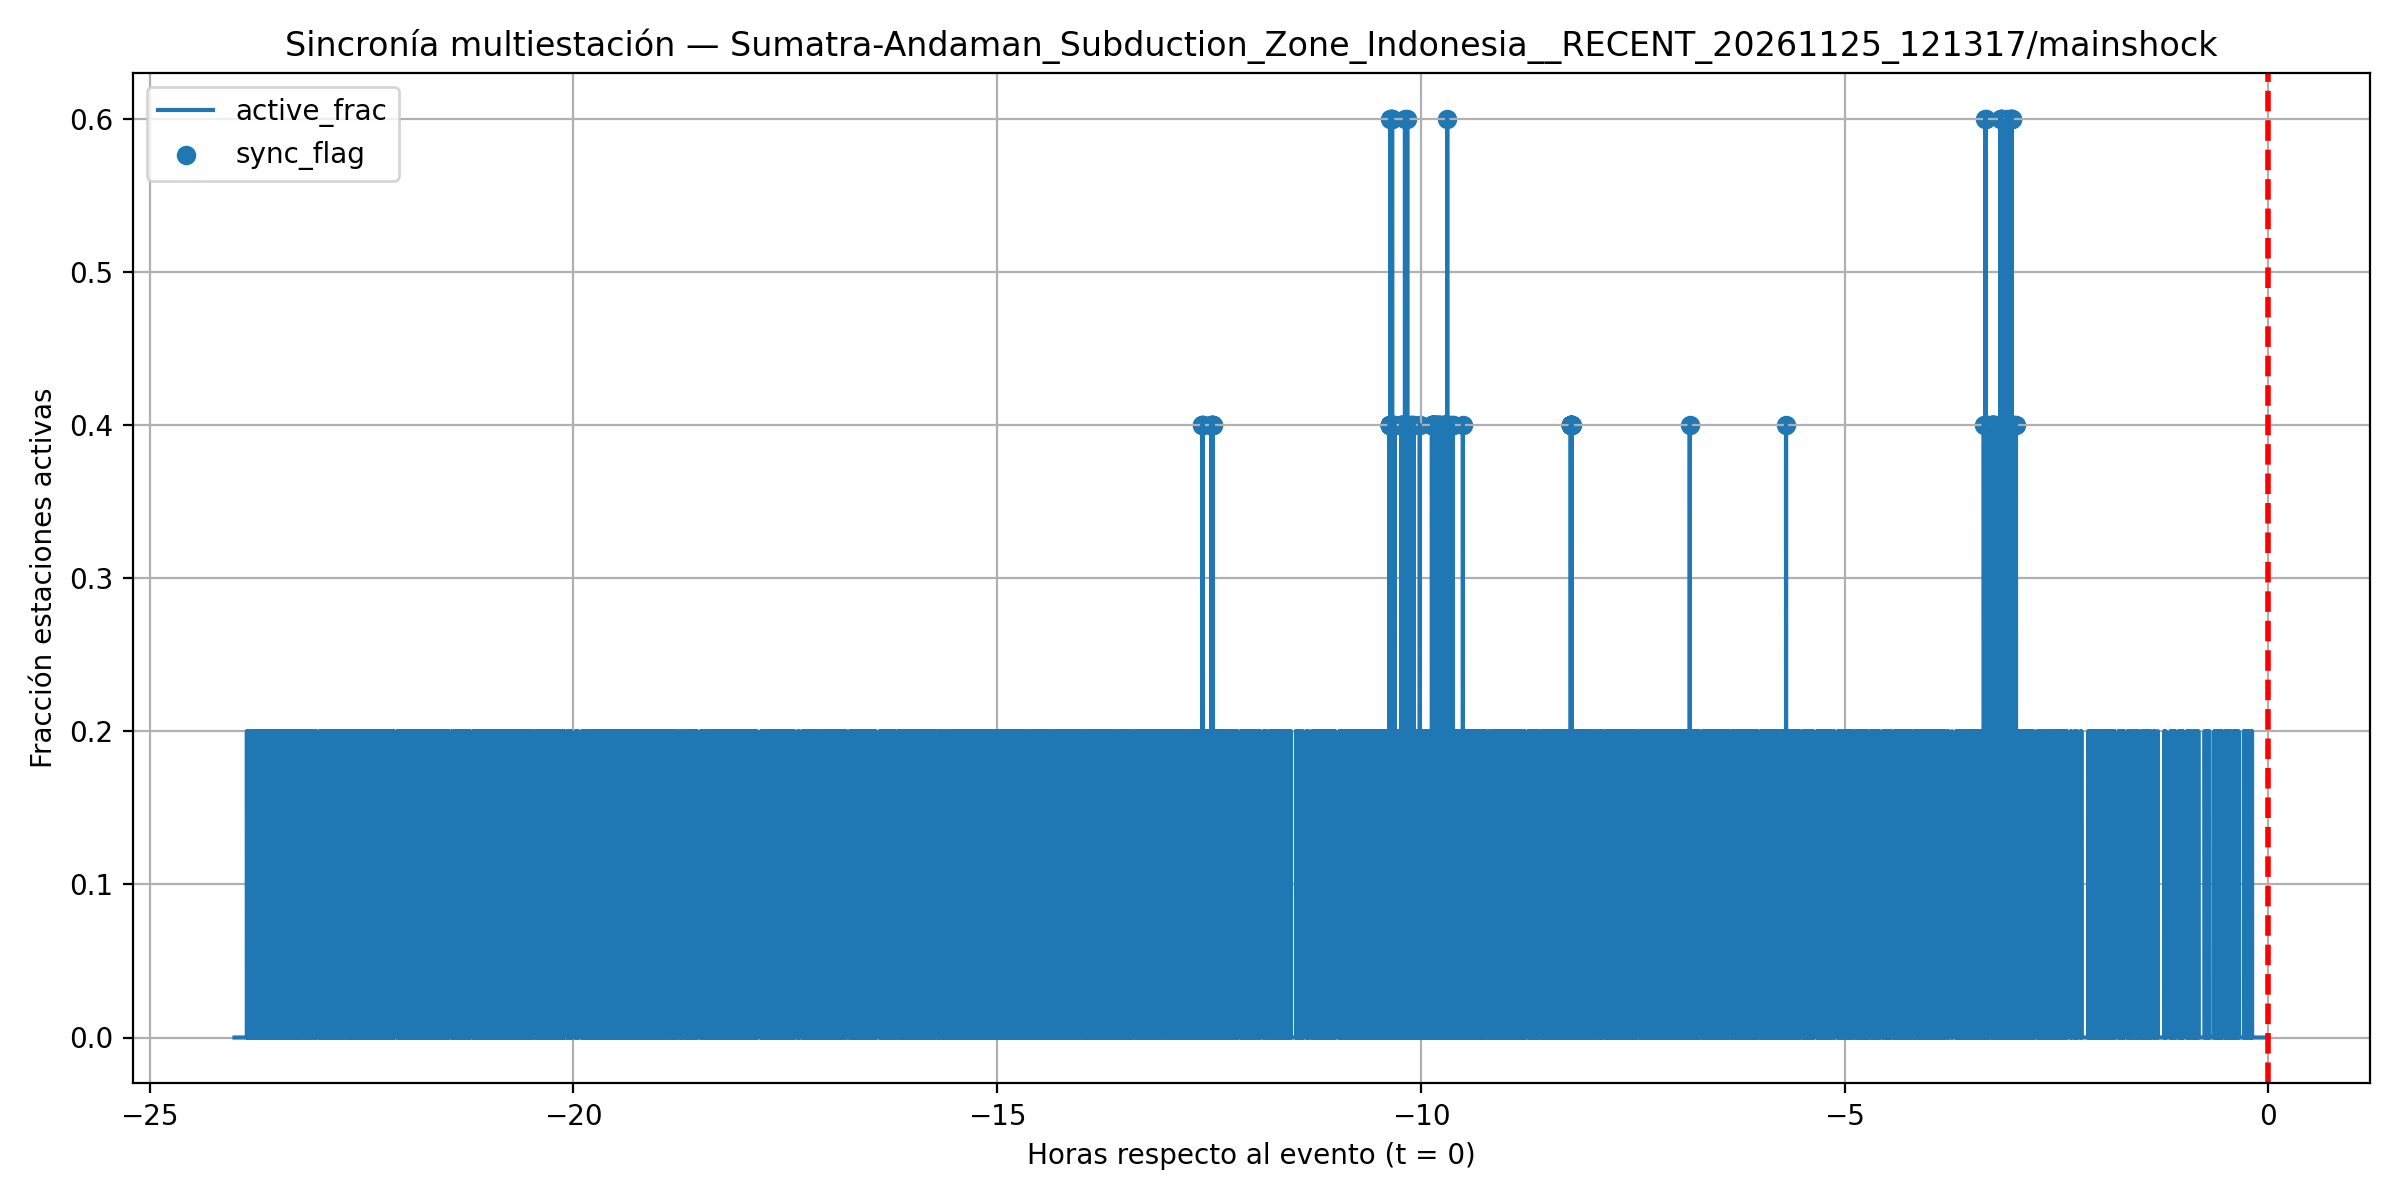 Sincronía multiestación — Sumatra-Andaman_Subduction_Zone_Indonesia__RECENT_20261125_121317/mainshock
active_frac
sync_flag
Fracción estaciones activas
0.6
0.5
0.4
0.3
0.2
0.1
0.0
−25
−20
−15
−10
−5
0
Horas respecto al evento (t = 0)